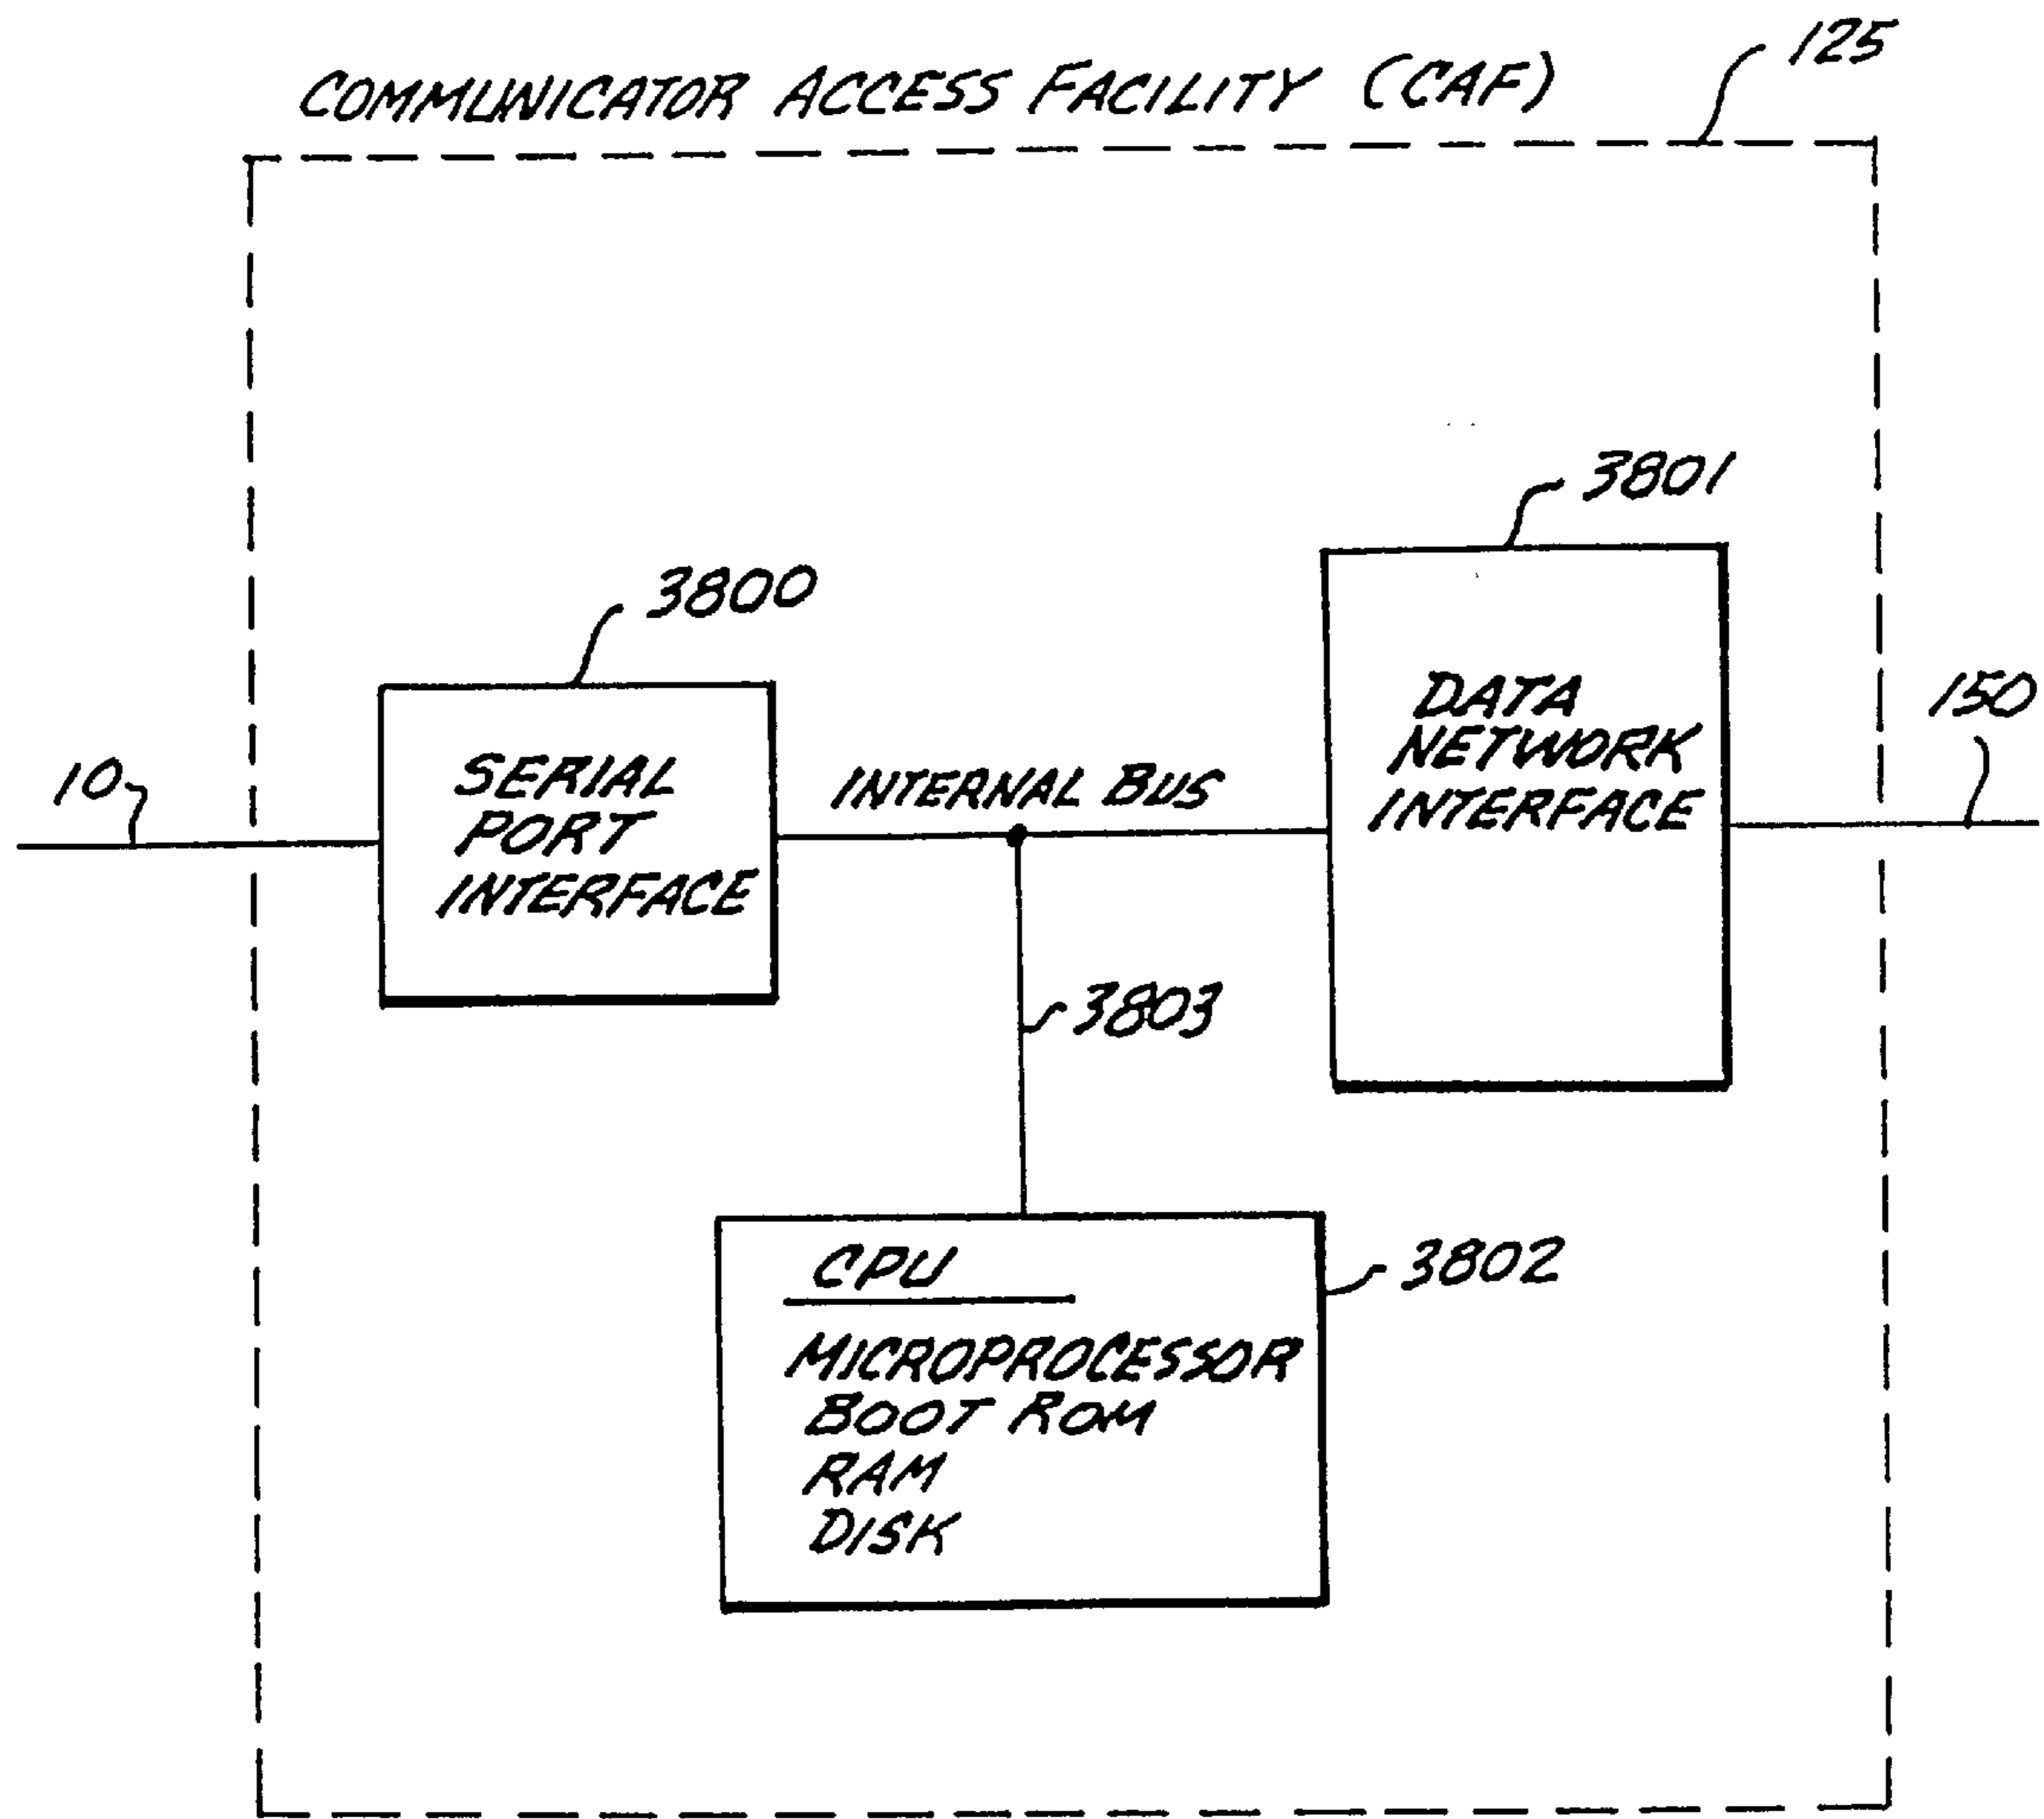 125
COMMUNICATOR ACCESS FACILITY (CAF)
3801
3800
150
10
SERIAL
PORT
INTERFACE
INTERNAL BUS
DATA
NETWORK
INTERFACE
3803
3802
CPU
MICROPROCESSOR
BOOT ROM
RAM
DISK